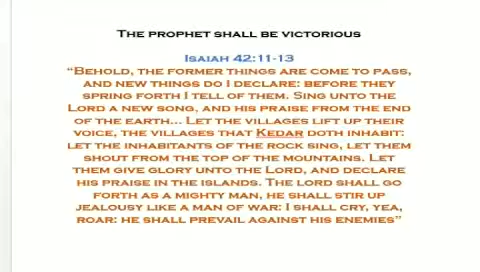 The prophet shall be victorious
Isaiah 42:11-13
“Behold, the former things are come to pass,
and new things do I declare: before they
spring forth I tell of them. Sing unto the
Lord a new song, and his praise from the end
of the earth... Let the villages lift up their
voice, the villages that Kedar doth inhabit:
let the inhabitants of the rock sing, let them
shout from the top of the mountains. Let
them give glory unto the Lord, and declare
his praise in the islands. The lord shall go
forth as a mighty man, he shall stir up
jealousy like a man of war: I shall cry, yea,
roar: he shall prevail against his enemies”